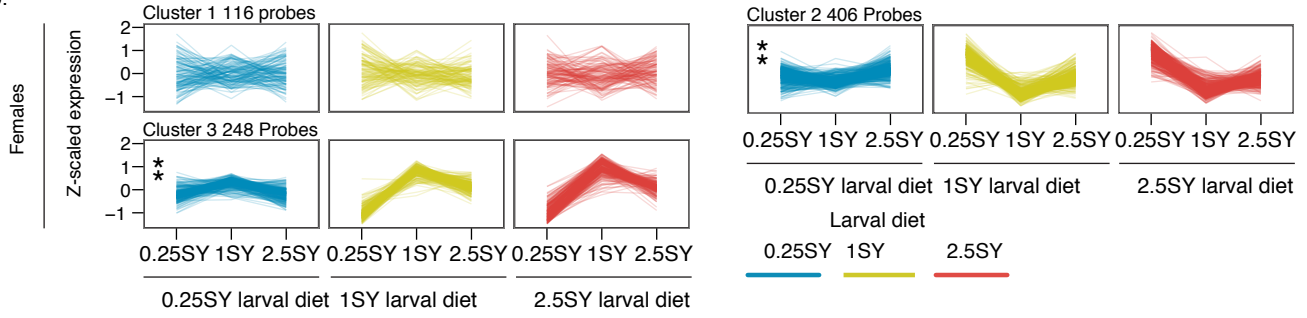 Cluster 1 116 probes
Cluster 2 406 Probes
Females
Z-scaled expression
2
1
0
−1
*
*
Cluster 3 248 Probes
2
1
0
−1
*
*
0.25SY 1SY 2.5SY 0.25SY 1SY 2.5SY 0.25SY 1SY 2.5SY
0.25SY larval diet 1SY larval diet 2.5SY larval diet
0.25SY 1SY 2.5SY 0.25SY 1SY 2.5SY 0.25SY 1SY 2.5SY
0.25SY larval diet 1SY larval diet 2.5SY larval diet
Larval diet
0.25SY 1SY 2.5SY